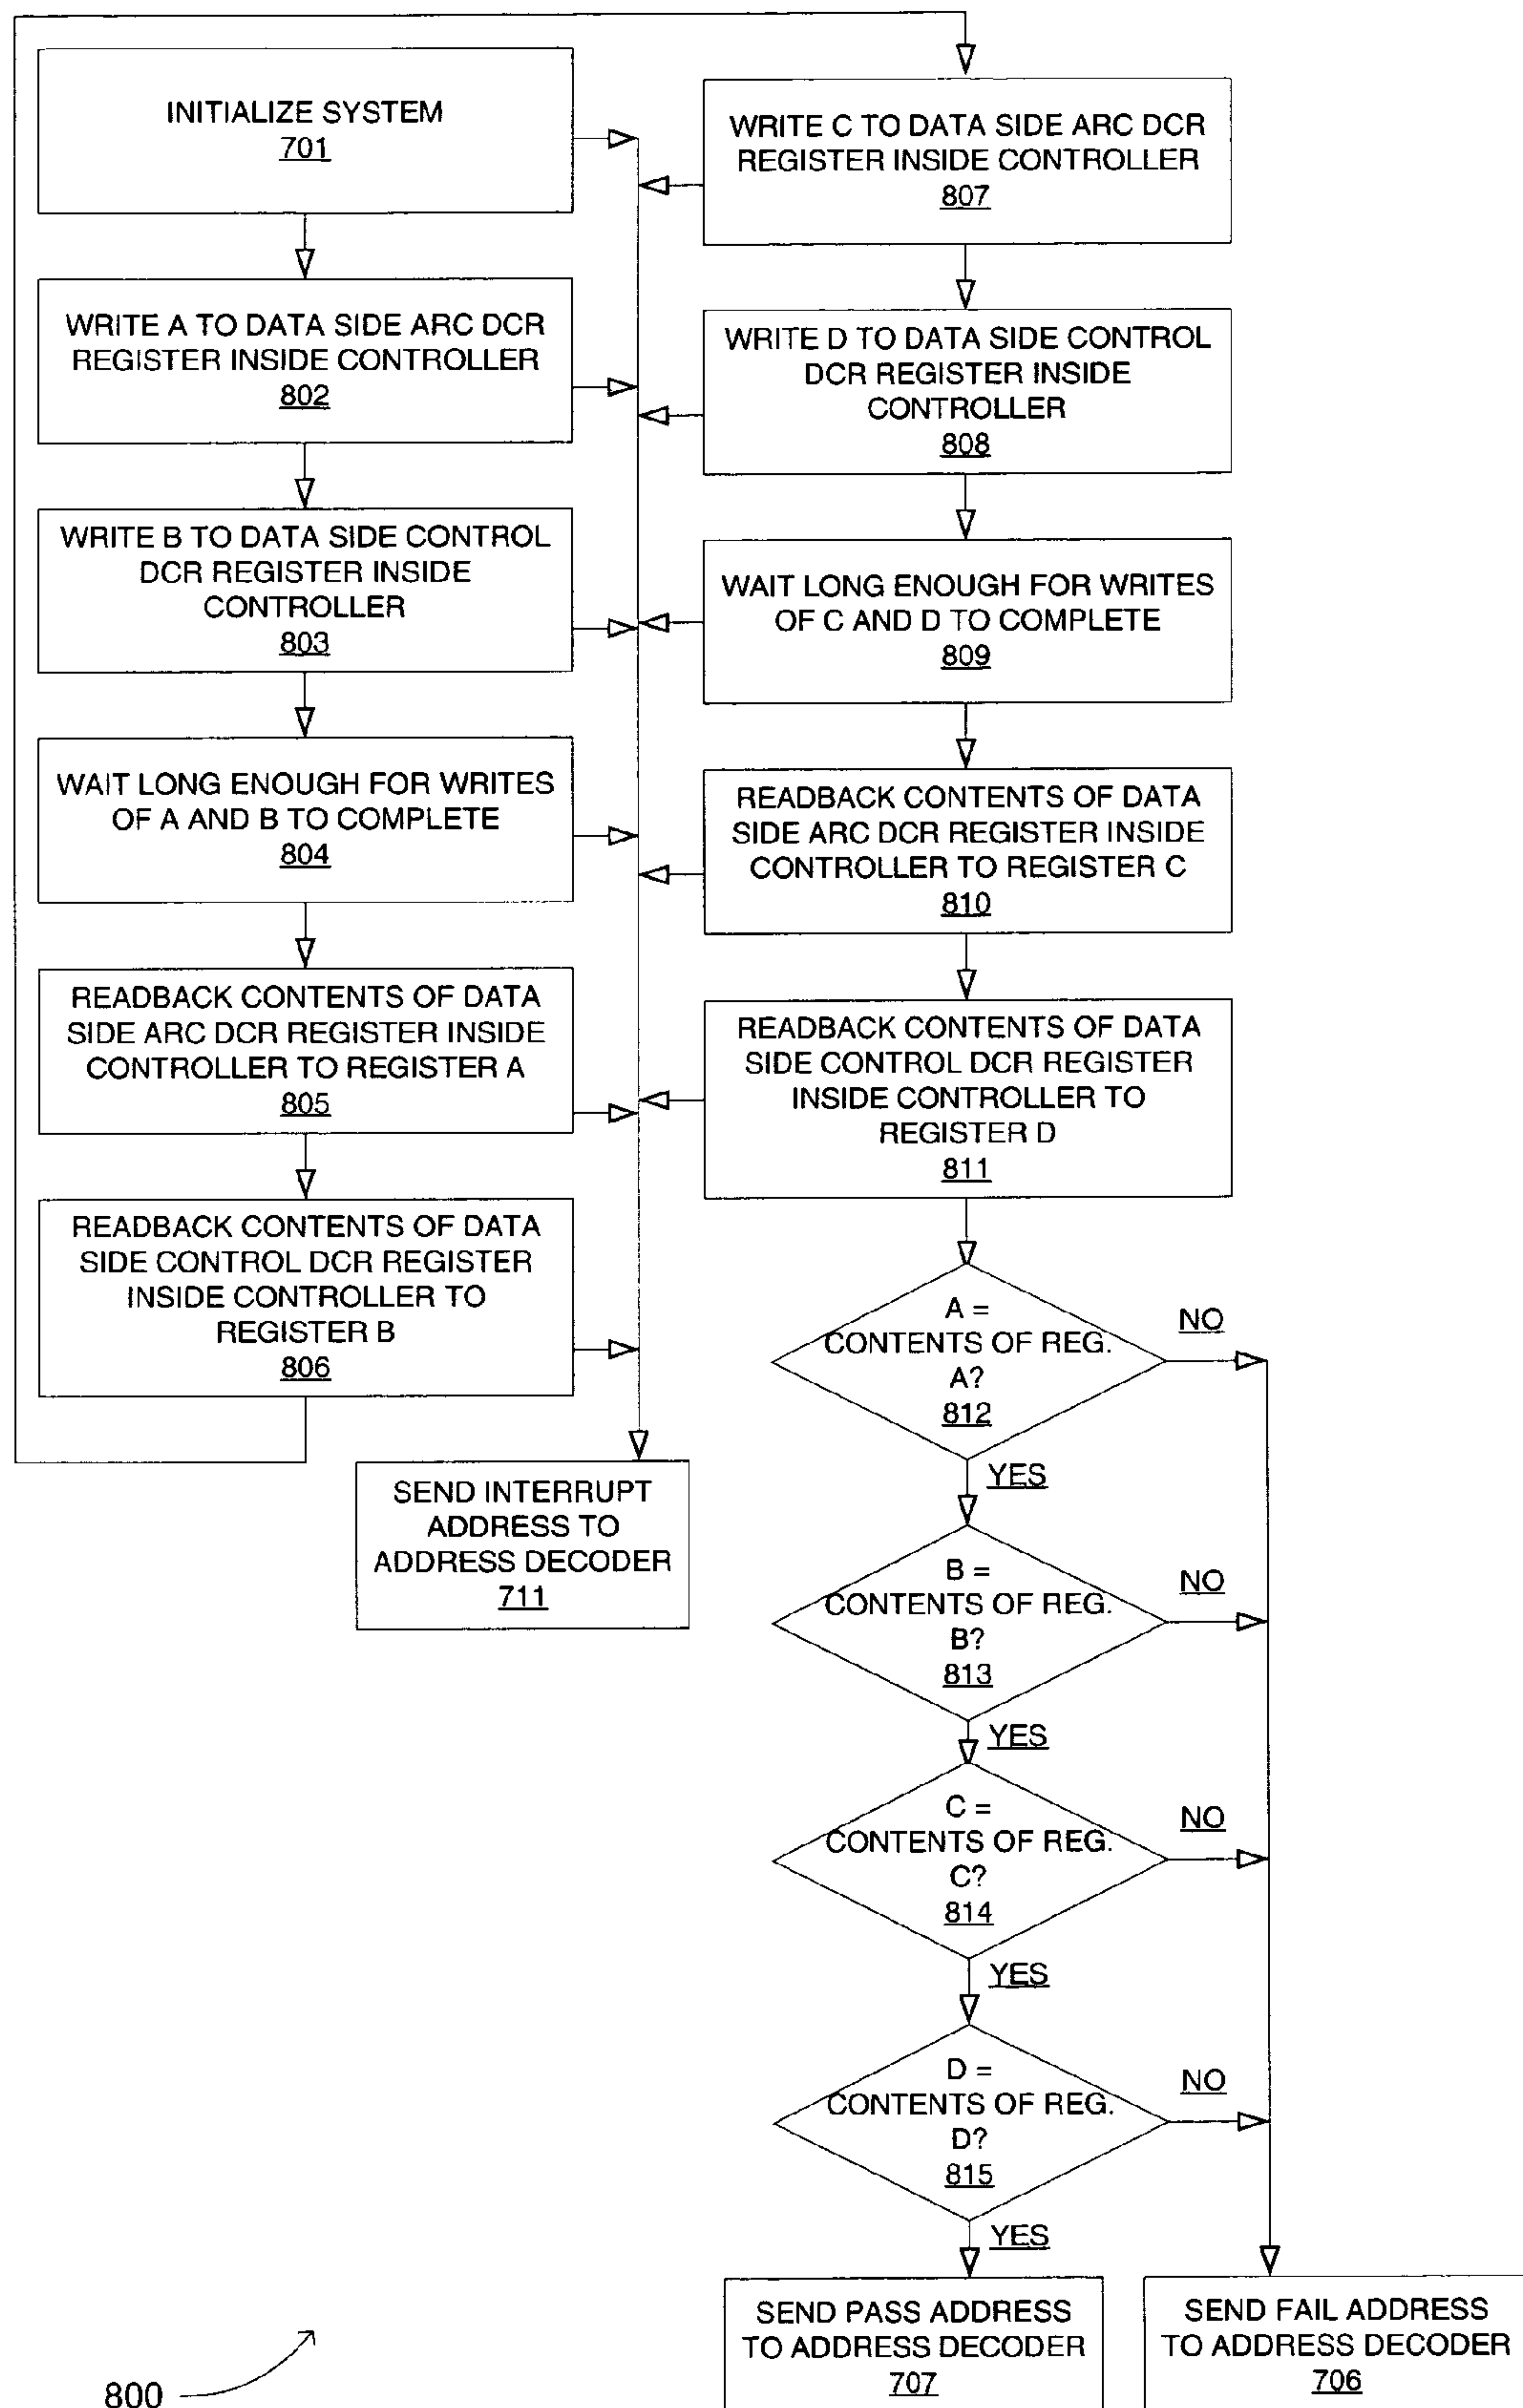 INITIALIZE SYSTEM
701
WRITE A TO DATA SIDE ARC DCR
REGISTER INSIDE CONTROLLER
802
WRITE B TO DATA SIDE CONTROL
DCR REGISTER INSIDE
CONTROLLER
803
WAIT LONG ENOUGH FOR WRITES
OF A AND B TO COMPLETE
804
READBACK CONTENTS OF DATA
SIDE ARC DCR REGISTER INSIDE
CONTROLLER TO REGISTER A
805
READBACK CONTENTS OF DATA
SIDE CONTROL DCR REGISTER
INSIDE CONTROLLER TO
REGISTER B
806
SEND INTERRUPT
ADDRESS TO
ADDRESS DECODER
711
WRITE C TO DATA SIDE ARC DCR
REGISTER INSIDE CONTROLLER
807
WRITE D TO DATA SIDE CONTROL
DCR REGISTER INSIDE
CONTROLLER
808
WAIT LONG ENOUGH FOR WRITES
OF C AND D TO COMPLETE
809
READBACK CONTENTS OF DATA
SIDE ARC DCR REGISTER INSIDE
CONTROLLER TO REGISTER C
810
READBACK CONTENTS OF DATA
SIDE CONTROL DCR REGISTER
INSIDE CONTROLLER TO
REGISTER D
811
A =
CONTENTS OF REG.
A?
812
NO
YES
B =
CONTENTS OF REG.
B?
813
NO
YES
C =
CONTENTS OF REG.
C?
814
NO
YES
D =
CONTENTS OF REG.
D?
815
NO
YES
SEND PASS ADDRESS
TO ADDRESS DECODER
707
SEND FAIL ADDRESS
TO ADDRESS DECODER
706
800